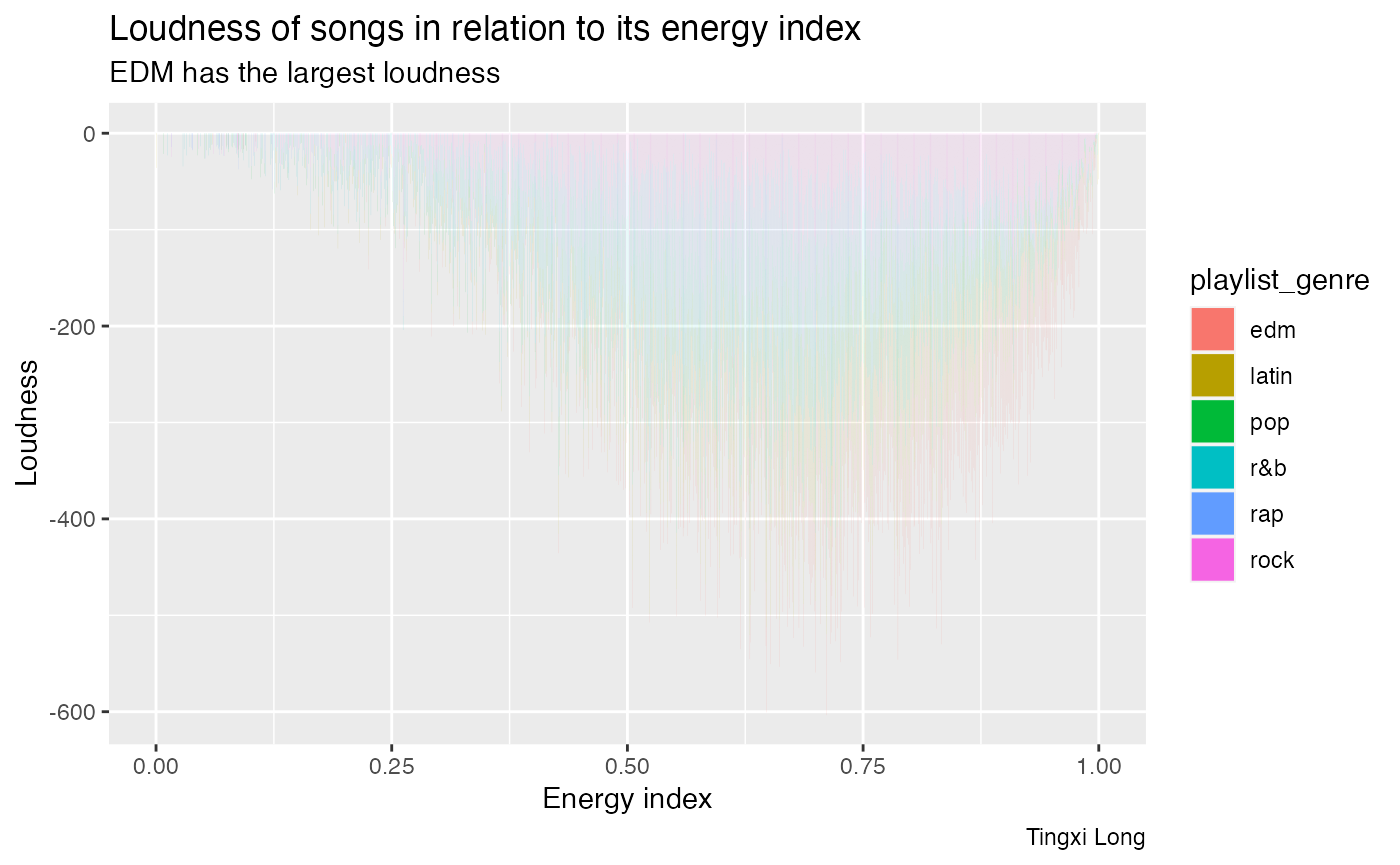 Loudness of songs in relation to its energy index
EDM has the largest loudness
0
-200
-400
-600
Loudness
0.00 0.25 0.50 0.75 1.00
Energy index
playlist_genre
edm
latin
pop
r&b
rap
rock
Tingxi Long